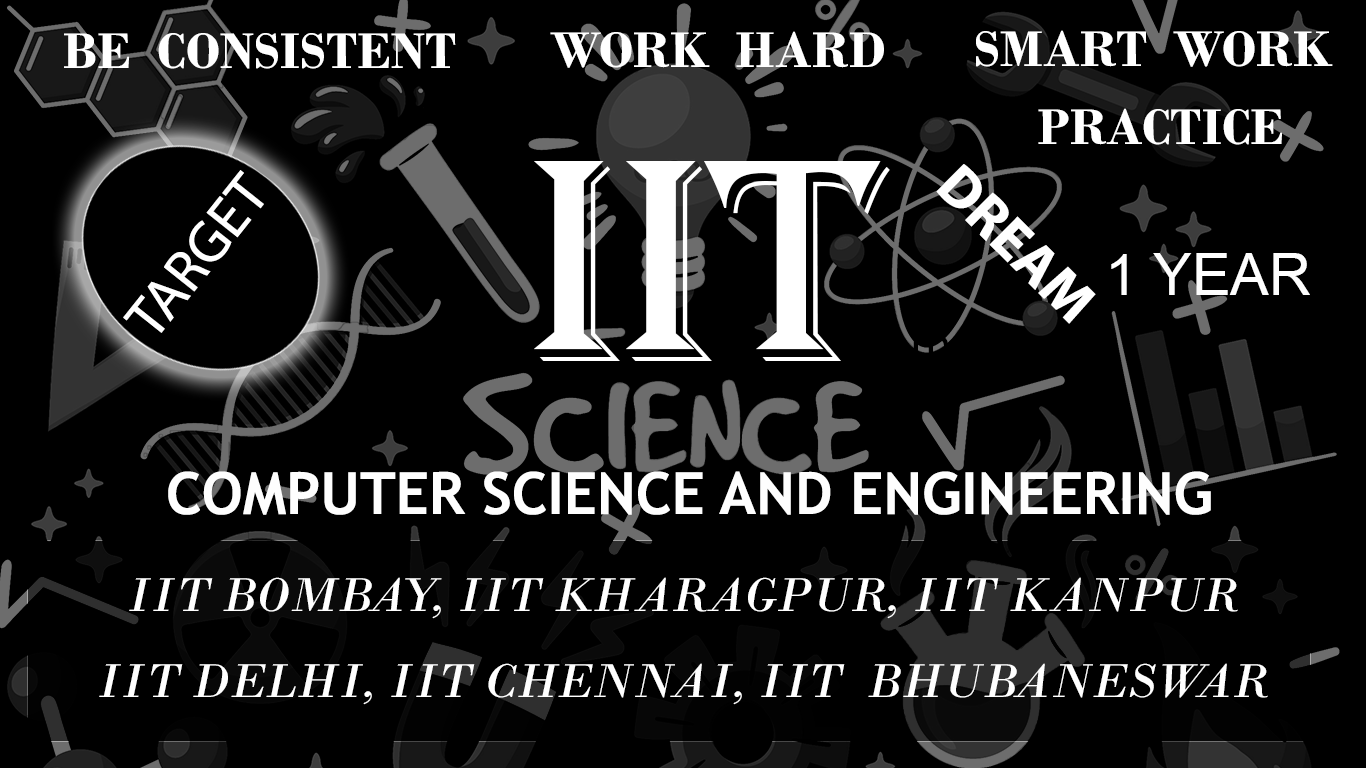 BE CONSISTENT WORK HARD SMART WORK
PRACTICE
TARGET
IIT
DREAM
1 YEAR
SCIENCE
COMPUTER SCIENCE AND ENGINEERING
IIT BOMBAY, IIT KHARAGPUR, IIT KANPUR
IIT DELHI, IIT CHENNAI, IIT BHUBANESWAR